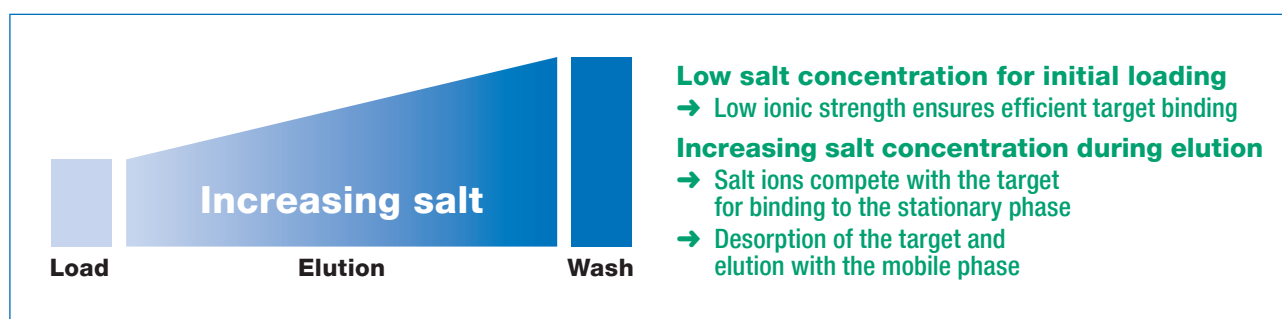 Increasing salt
Load
Elution
Wash
Low salt concentration for initial loading
➔ Low ionic strength ensures efficient target binding
Increasing salt concentration during elution
➔ Salt ions compete with the target
for binding to the stationary phase
➔ Desorption of the target and
elution with the mobile phase